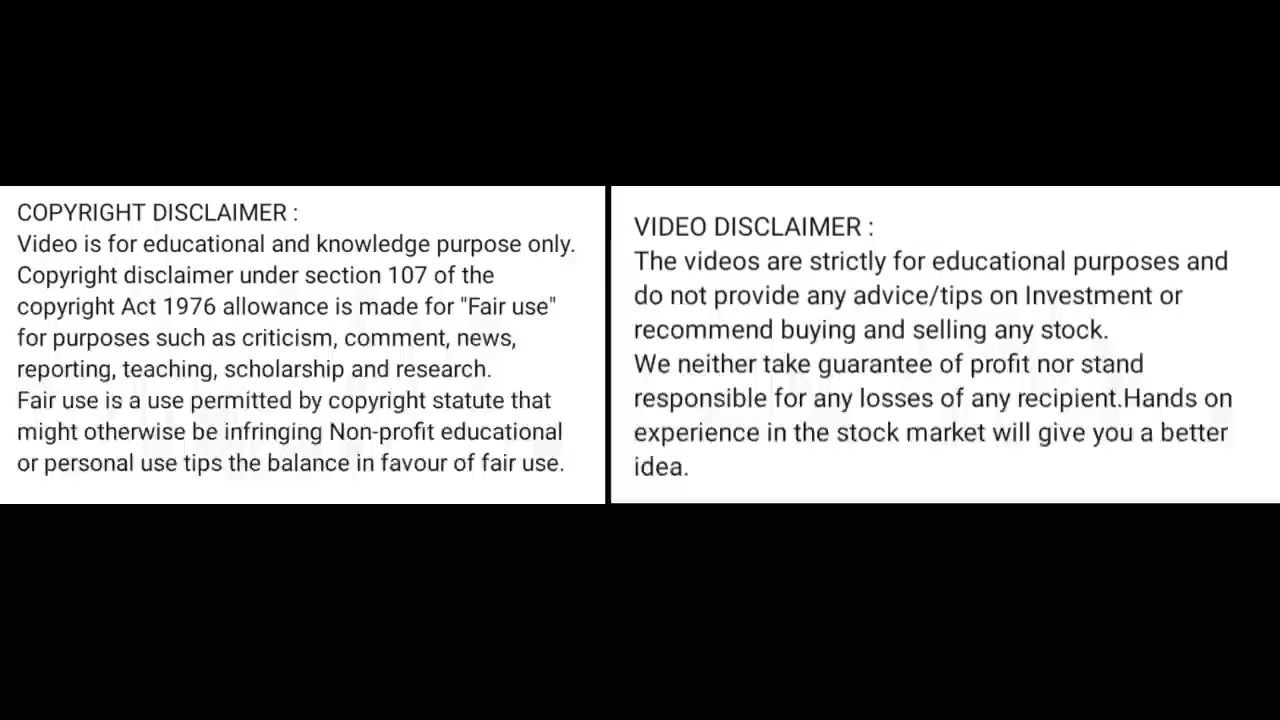 COPYRIGHT DISCLAIMER :
Video is for educational and knowledge purpose only.
Copyright disclaimer under section 107 of the
copyright Act 1976 allowance is made for "Fair use"
for purposes such as criticism, comment, news,
reporting, teaching, scholarship and research.
Fair use is a use permitted by copyright statute that
might otherwise be infringing Non-profit educational
or personal use tips the balance in favour of fair use.
VIDEO DISCLAIMER :
The videos are strictly for educational purposes and
do not provide any advice/tips on Investment or
recommend buying and selling any stock.
We neither take guarantee of profit nor stand
responsible for any losses of any recipient.Hands on
experience in the stock market will give you a better
idea.